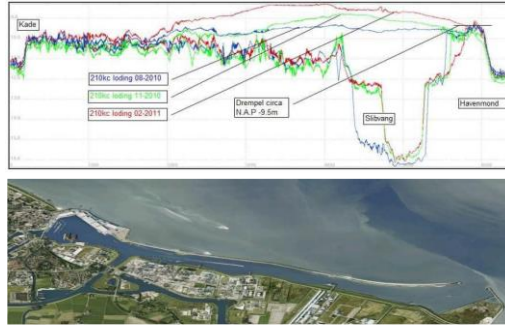 Kade
210kc loding 08-2010
210kc loding 11-2010
210kc loding 02-2011
Drempel circa
N.A.P -9.5m
Slibvang
Havenmond